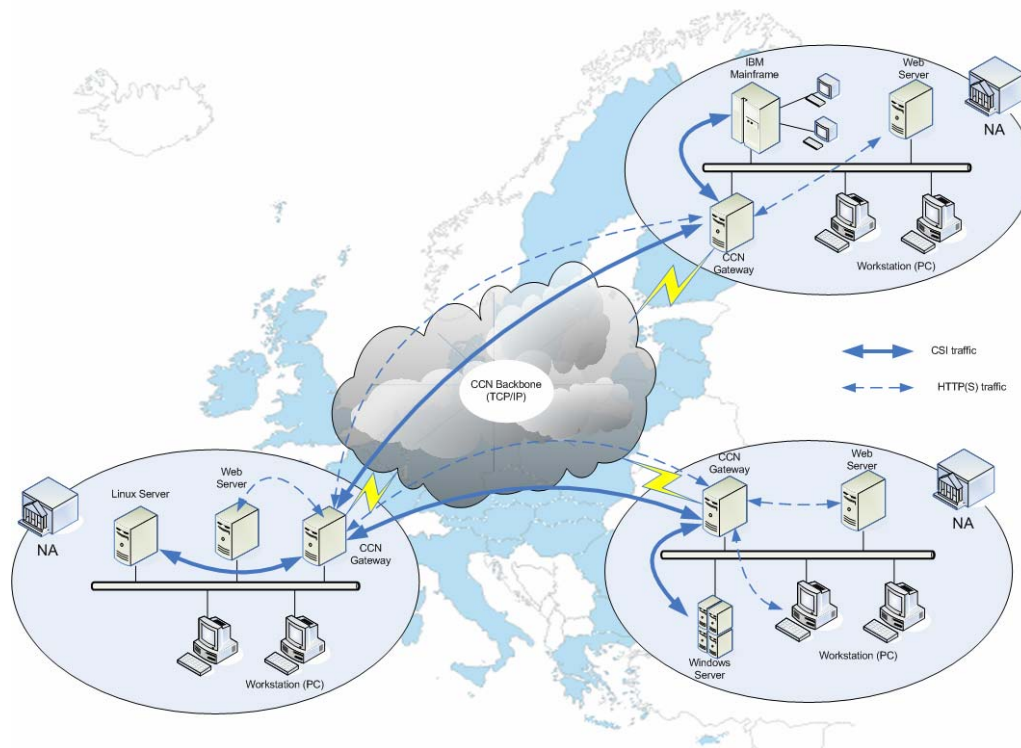 IBM
Mainframe
Web
Server
NA
CCN
Gateway
Workstation (PC)
CSI traffic
HTTP(S) traffic
CCN Backbone
(TCP/IP)
Linux Server
Web
Server
NA
CCN
Gateway
Workstation (PC)
CCN
Gateway
Web
Server
NA
Windows
Server
Workstation (PC)